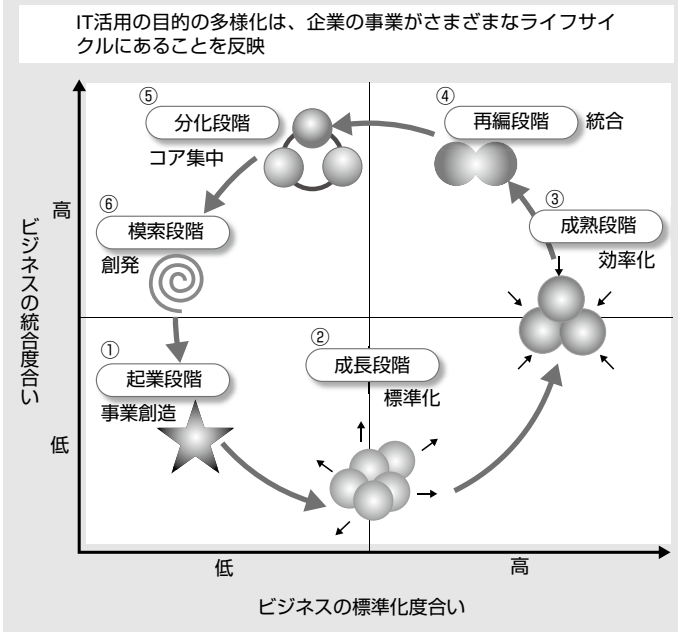 IT活用の目的の多様化は、企業の事業がさまざまなライフサイ
クルにあることを反映
⑤
分化段階
コア集中
④
再編段階
統合
⑥
模索段階
創発
③
成熟段階
効率化
①
起業段階
事業創造
②
成長段階
標準化
ビジネスの統合度合い
高
低
低
高
ビジネスの標準化度合い